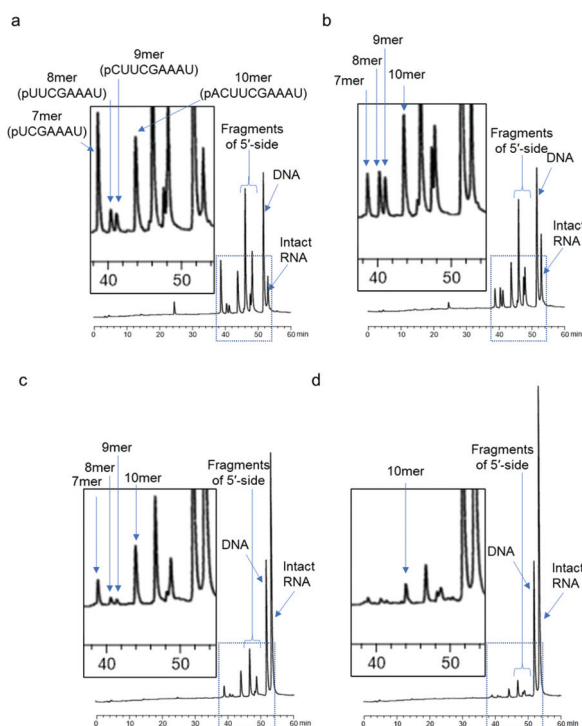 a
9mer
(pCUUCGAAAU)
8mer
(pUUCGAAAU)
10mer
(pACUUCGAAAU)
7mer
(pUCGAAAU)
Fragments
of 5′-side
DNA
Intact
RNA
40 50
0 10 20 30 40 50 60 min
b
9mer
8mer
7mer
10mer
Fragments
of 5′-side
DNA
Intact
RNA
40 50
0 10 20 30 40 50 60 min
c
9mer
8mer
7mer
10mer
Fragments
of 5′-side
DNA
Intact
RNA
40 50
0 10 20 30 40 50 60 min
d
10mer
Fragments
of 5′-side
DNA
Intact
RNA
40 50
0 10 20 30 40 50 60 min